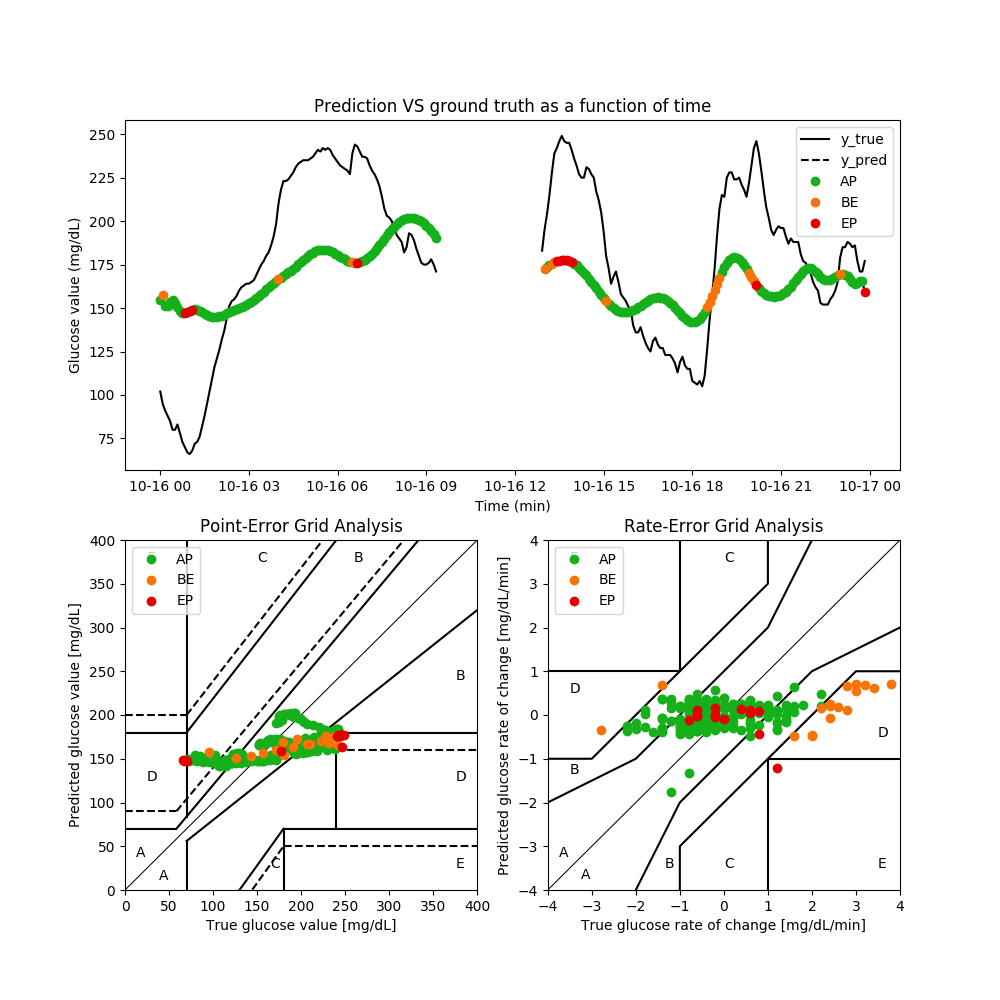 Prediction VS ground truth as a function of time
Glucose value (mg/dL)
250
225
200
175
150
125
100
75
y_true
y_pred
AP
BE
EP
10-16 00 10-16 03 10-16 06 10-16 09 10-16 12 10-16 15 10-16 18 10-16 21 10-17 00
Time (min)
Point-Error Grid Analysis
Predicted glucose value [mg/dl]
400
350
300
250
200
150
100
50
0
AP
BE
EP
C B
B
D D
A
A C E
0 50 100 150 200 250 300 350 400
True glucose value [mg/dL]
Rate-Error Grid Analysis
Predicted glucose rate of change [mg/dL/min]
4
3
2
1
0
−1
−2
−3
−4
AP
BE
EP
C
D
D
B
A
A B C E
−4 −3 −2 −1 0 1 2 3 4
True glucose rate of change [mg/dL/min]